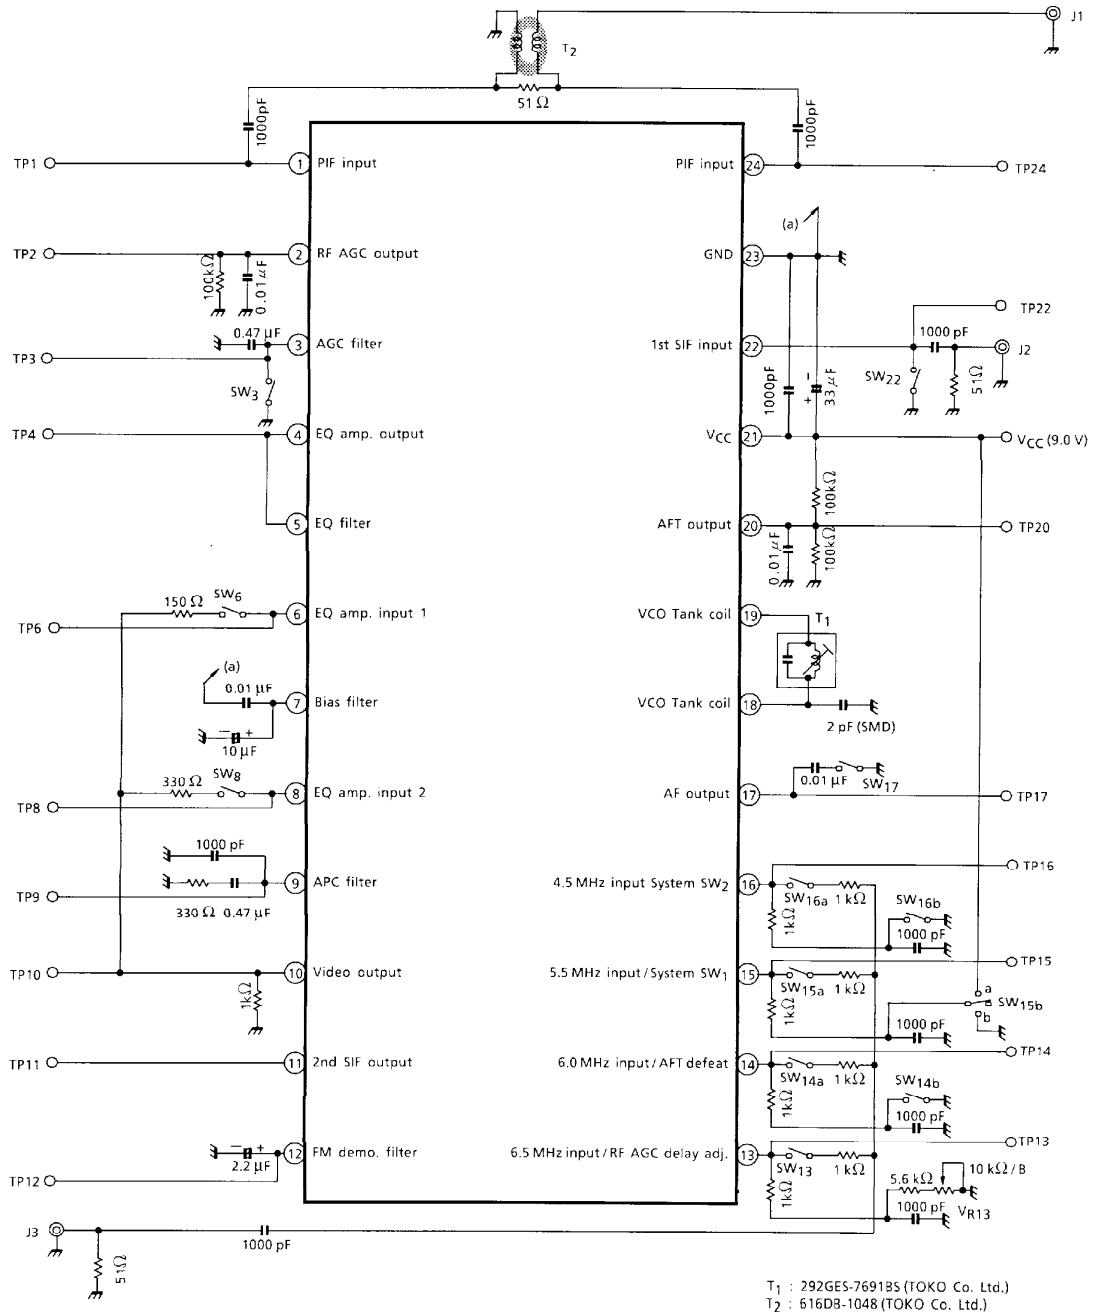 J1
T2
51 Ω
1000pF
1000pF
TP1
1
PIF input
PIF input
24
TP24
(a)
TP2
2
RF AGC output
GND
23
100kΩ
0.01 µF
TP22
0.47 µF
1000 pF
3
AGC filter
1st SIF input
22
J2
TP3
SW3
SW22
51Ω
1000pF
−
+
33 µF
TP4
4
EQ amp. output
VCC
21
VCC (9.0 V)
100kΩ
5
EQ filter
AFT output
20
TP20
0.01 µF
100kΩ
SW6
150 Ω
6
EQ amp. input 1
VCO Tank coil
19
T1
TP6
(a)
0.01 µF
7
Bias filter
VCO Tank coil
18
2 pF (SMD)
− +
10 µF
SW8
330 Ω
8
EQ amp. input 2
AF output
17
0.01 µF
SW17
TP17
TP8
1000 pF
9
APC filter
4.5 MHz input System SW2
16
TP16
SW16a
1 kΩ
1kΩ
SW16b
1000 pF
TP9
330 Ω
0.47 µF
TP10
10
Video output
5.5 MHz input/System SW1
15
TP15
SW15a
1 kΩ
1kΩ
a
SW15b
b
1000 pF
1kΩ
TP11
11
2nd SIF output
6.0 MHz input/AFT defeat
14
TP14
SW14a
1kΩ
1kΩ
SW14b
1000 pF
− +
2.2 µF
12
FM demo. filter
6.5 MHz input/RF AGC delay adj.
13
TP13
SW13
1kΩ
1kΩ
10 kΩ/B
5.6 kΩ
1000 pF
VR13
TP12
J3
1000 pF
51Ω
T1 : 292GES-7691BS (TOKO Co. Ltd.)
T2 : 616DB-1048 (TOKO Co. Ltd.)